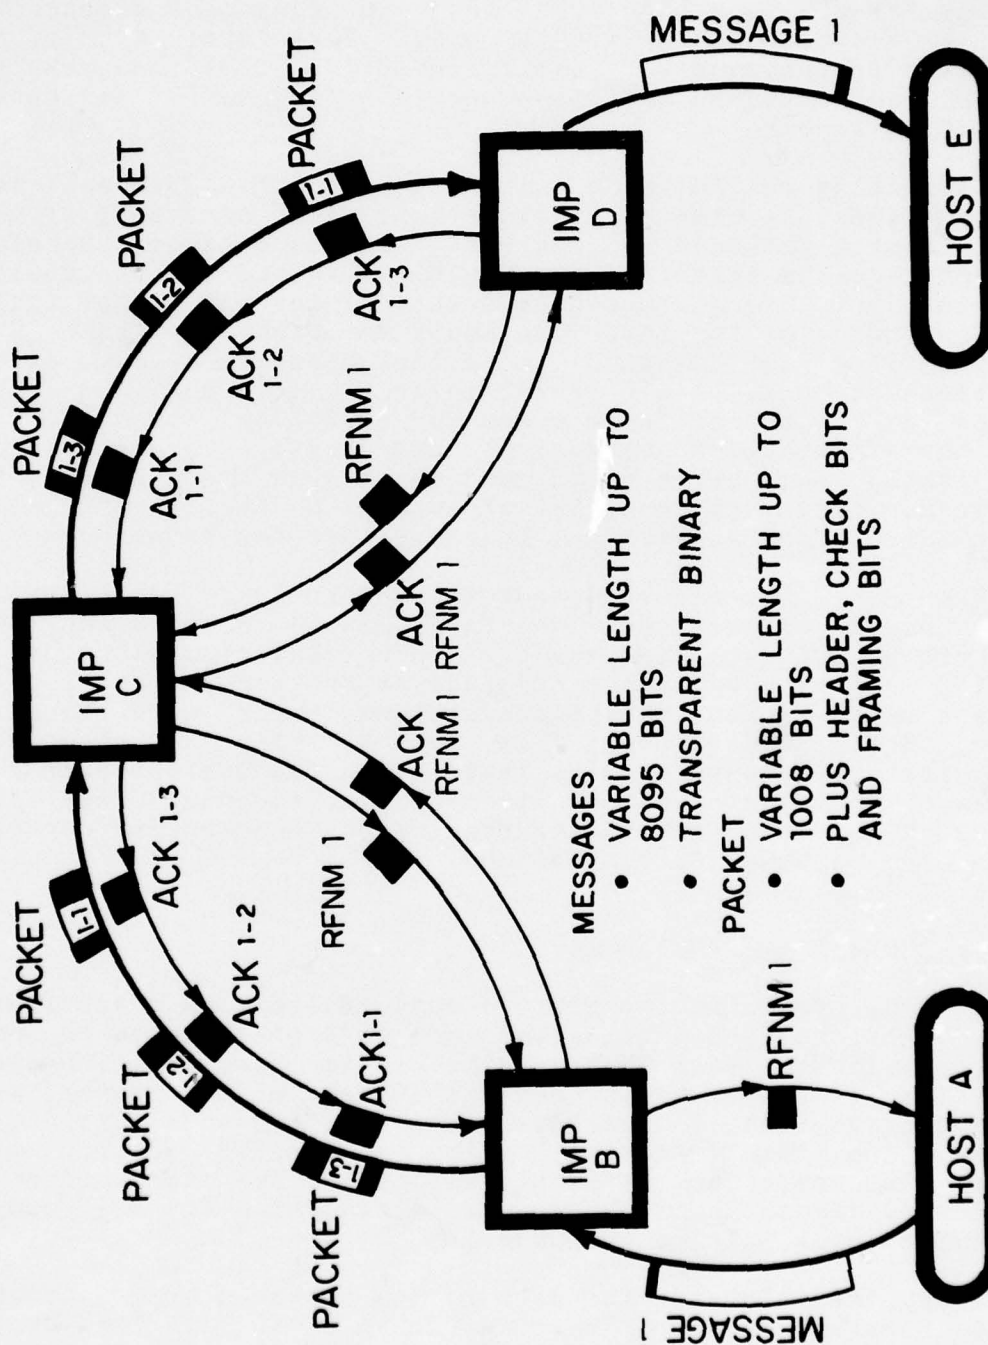 IMP
C
PACKET
1-1
PACKET
1-2
PACKET
1-3
ACK 1-3
ACK 1-2
ACK 1-1
PACKET
1-3
PACKET
1-2
PACKET
1-1
ACK
1-1
ACK
1-2
ACK
1-3
RFNM 1
ACK
RFNM 1
RFNM 1
ACK
RFNM 1
IMP
B
IMP
D
MESSAGES
• VARIABLE LENGTH UP TO
8095 BITS
• TRANSPARENT BINARY
PACKET
• VARIABLE LENGTH UP TO
1008 BITS
• PLUS HEADER, CHECK BITS
AND FRAMING BITS
MESSAGE 1
RFNM 1
MESSAGE 1
HOST A
HOST E